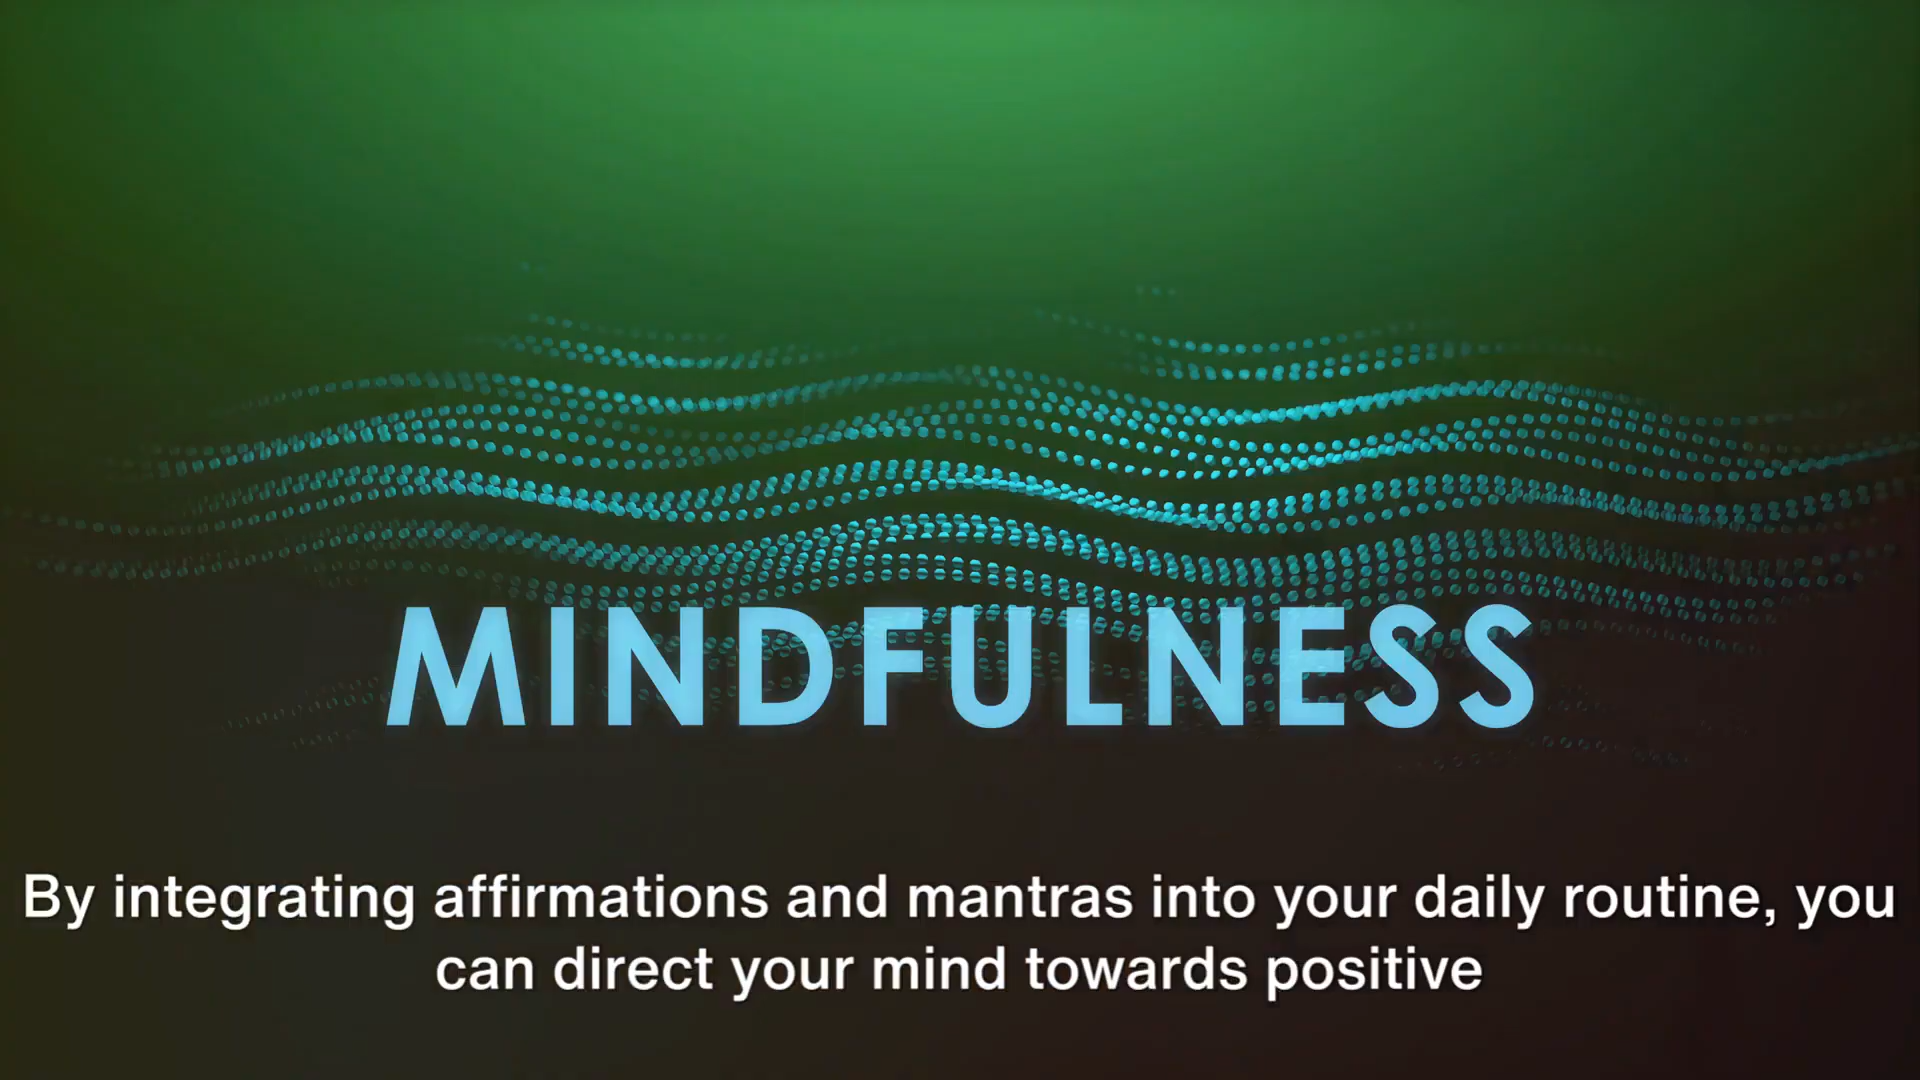 MINDFULNESS
By integrating affirmations and mantras into your daily routine, you
can direct your mind towards positive